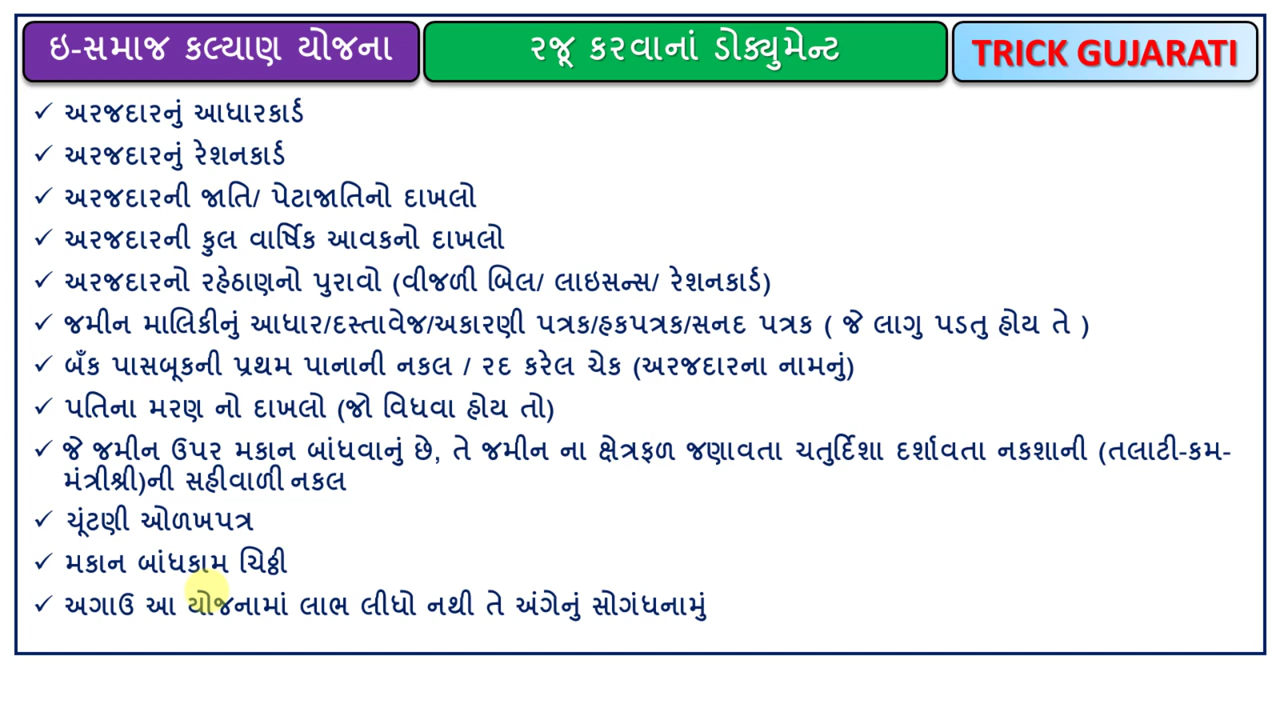 ઇ-સમાજ કલ્યાણ યોજના
રજૂ કરવાનાં ડોક્યુમેન્ટ
TRICK GUJARATI
✓ અરજદારનું આધારકાર્ડ
✓ અરજદારનું રેશનકાર્ડ
✓ અરજદારની જાતિ/ પેટાજાતિનો દાખલો
✓ અરજદારની કુલ વાર્ષિક આવકનો દાખલો
✓ અરજદારનો રહેઠાણનો પુરાવો (વીજળી બિલ/ લાઇસન્સ/ રેશનકાર્ડ)
✓ જમીન માલિકીનું આધાર/દસ્તાવેજ/અકારણી પત્રક/હકપત્રક/સનદ પત્રક ( જે લાગુ પડતુ હોય તે )
✓ બઁક પાસબૂકની પ્રથમ પાનાની નકલ / રદ કરેલ ચેક (અરજદારના નામનું)
✓ પતિના મરણ નો દાખલો (જો વિધવા હોય તો)
✓ જે જમીન ઉપર મકાન બાંધવાનું છે, તે જમીન ના ક્ષેત્રફળ જણાવતા ચતુર્દિશા દર્શાવતા નકશાની (તલાટી-કમ-
મંત્રીશ્રી)ની સહીવાળી નકલ
✓ ચૂંટણી ઓળખપત્ર
✓ મકાન બાંધકામ ચિઠ્ઠી
✓ અગાઉ આ યોજનામાં લાભ લીધો નથી તે અંગેનું સોગંધનામું